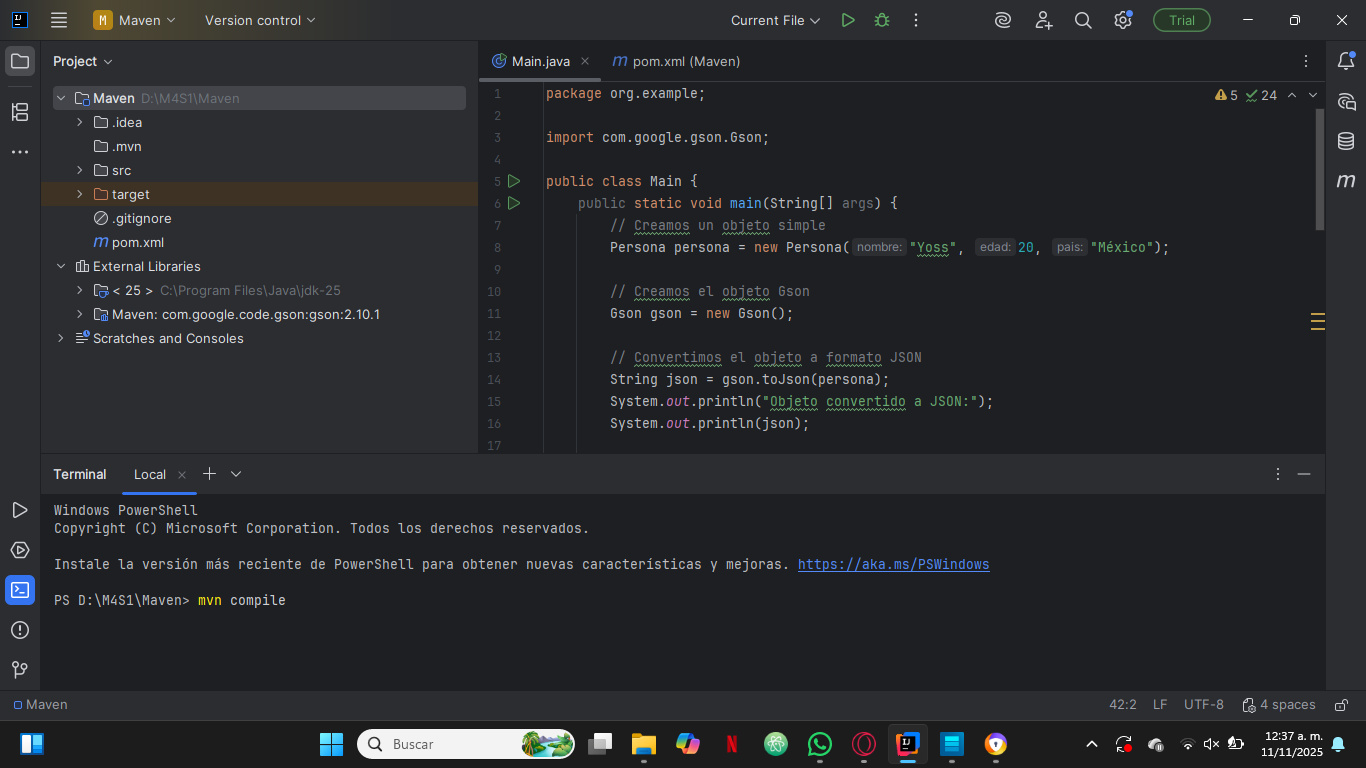 M Maven Version control Current File Trial
Project
Main.java
pom.xml (Maven)
Maven D:\M4S1\Maven
.idea
.mvn
src
target
.gitignore
pom.xml
External Libraries
< 25 > C:\Program Files\Java\jdk-25
Maven: com.google.code.gson:gson:2.10.1
Scratches and Consoles
5 24
1 package org.example;
2
3 import com.google.gson.Gson;
4
5 public class Main {
6 public static void main(String[] args) {
7 // Creamos un objeto simple
8 Persona persona = new Persona( nombre: "Yoss", edad: 20, pais: "México");
9
10 // Creamos el objeto Gson
11 Gson gson = new Gson();
12
13 // Convertimos el objeto a formato JSON
14 String json = gson.toJson(persona);
15 System.out.println("Objeto convertido a JSON:");
16 System.out.println(json);
17
Terminal Local
Windows PowerShell
Copyright (C) Microsoft Corporation. Todos los derechos reservados.
Instale la versión más reciente de PowerShell para obtener nuevas características y mejoras. https://aka.ms/PSWindows
PS D:\M4S1\Maven> mvn compile
Maven 42:2 LF UTF-8 4 spaces
Buscar
12:37 a. m.
11/11/2025